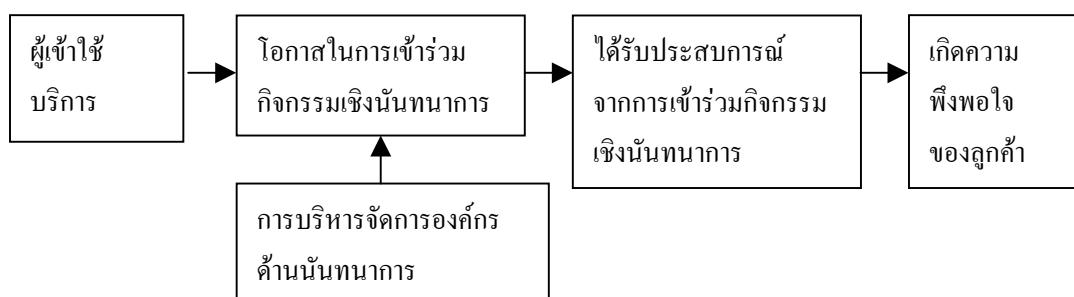 ผู้เข้าใช้
บริการ
โอกาสในการเข้าร่วม
กิจกรรมเชิงนันทนาการ
ได้รับประสบการณ์
จากการเข้าร่วมกิจกรรม
เชิงนันทนาการ
เกิดความ
พึงพอใจ
ของลูกค้า
การบริหารจัดการองค์กร
ด้านนันทนาการ